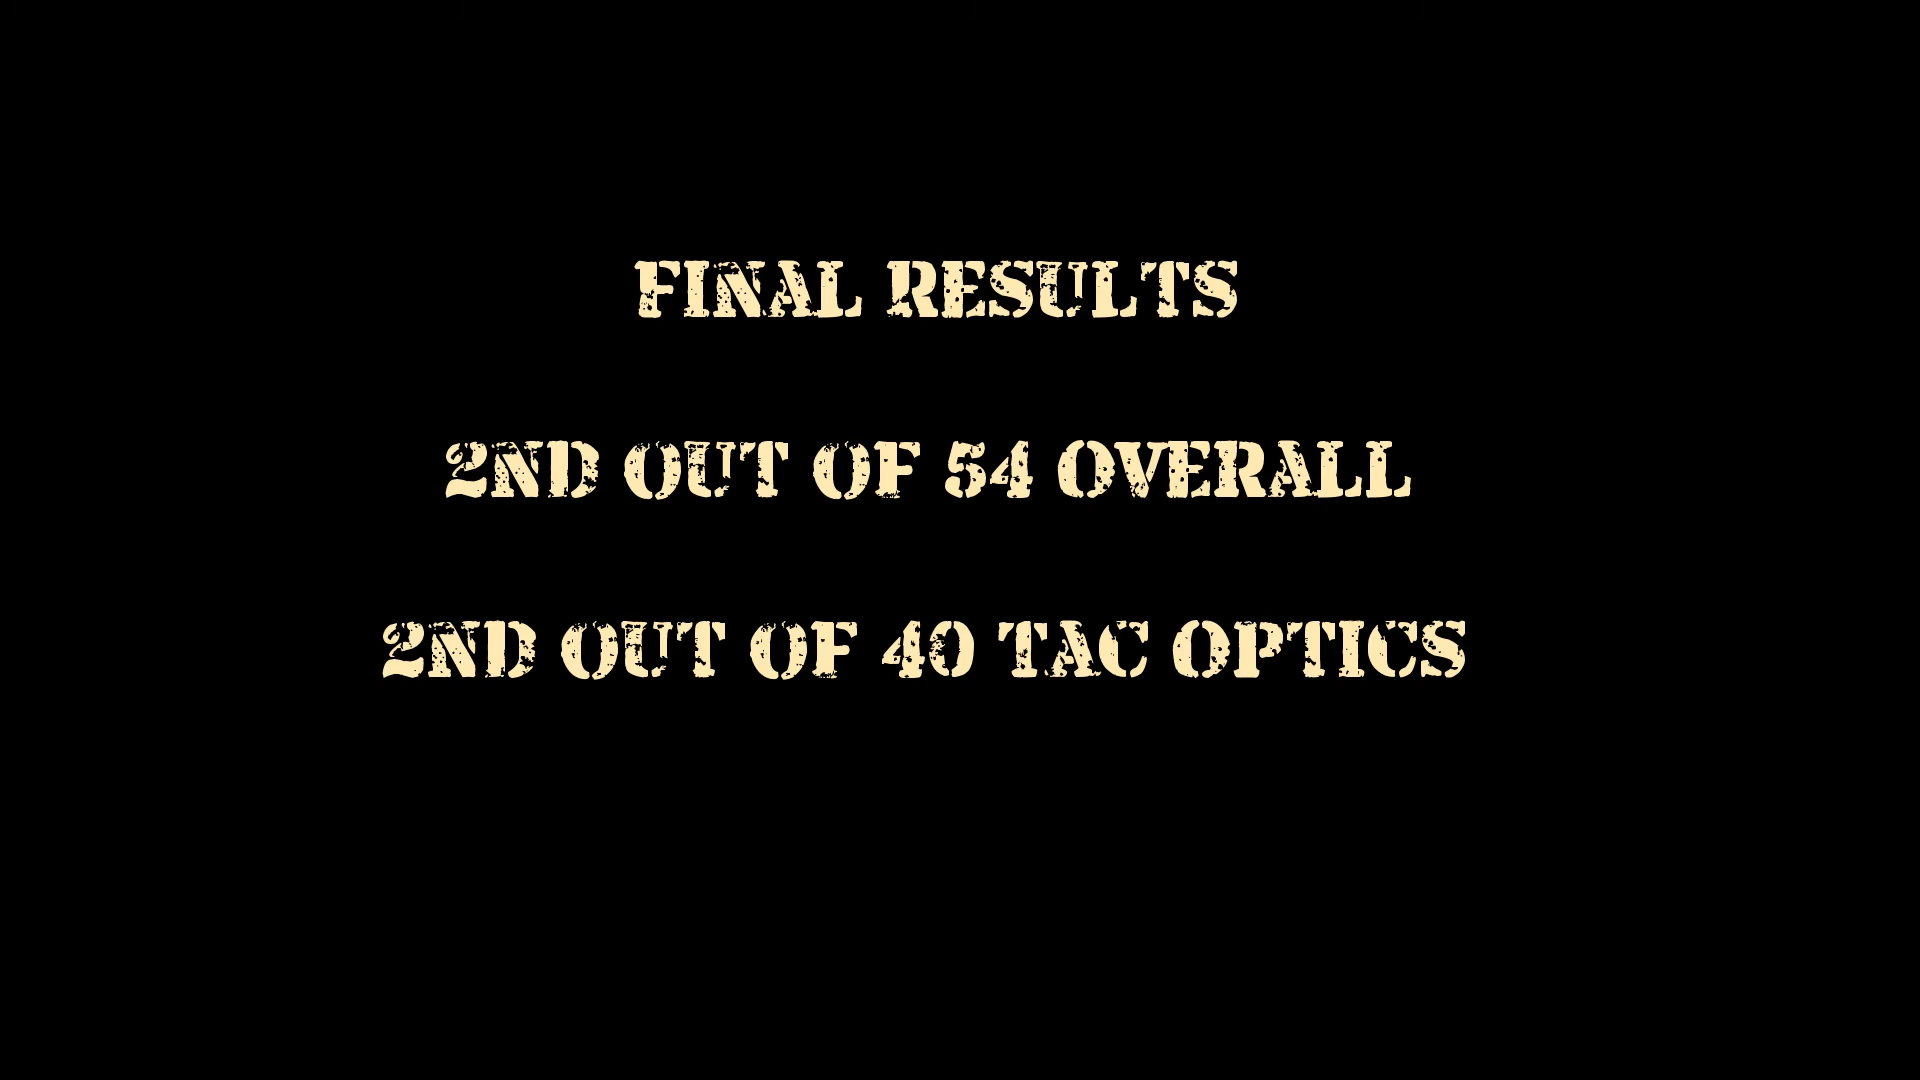 FINAL RESULTS
2ND OUT OF 54 OVERALL
2ND OUT OF 40 TAC OPTICS